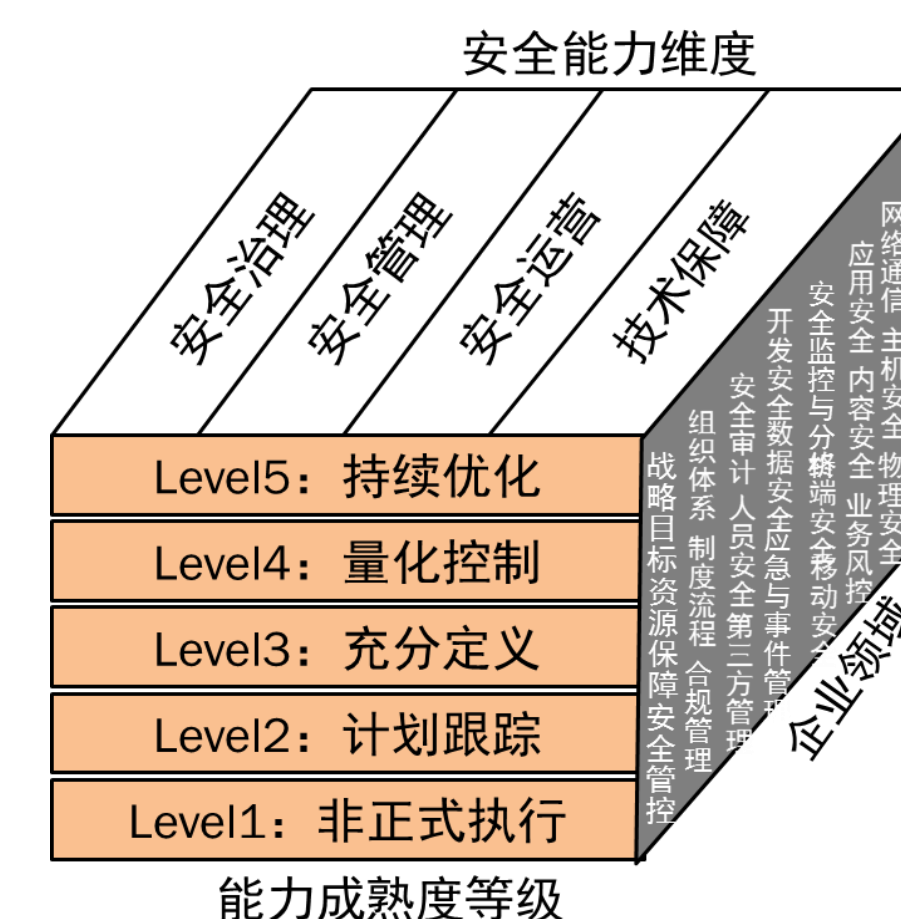 安全能力维度
安全治理
安全管理
安全运营
技术保障
Level5：持续优化
Level4：量化控制
Level3：充分定义
Level2：计划跟踪
Level1：非正式执行
能力成熟度等级
战略目标资源保障安全管控
组织体系 制度流程 合规管理
安全审计 人员安全第三方管理
开发安全数据安全应急与事件管理
安全监控与分析终端安全移动安全
应用安全 内容安全 业务风控
网络通信 主机安全 物理安全
企业领域